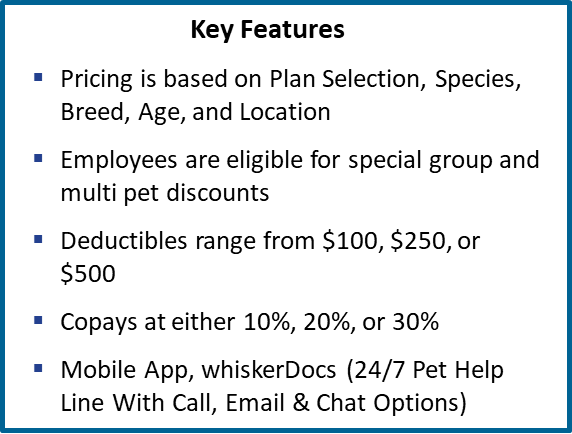 Key Features
▪ Pricing is based on Plan Selection, Species,
Breed, Age, and Location
▪ Employees are eligible for special group and
multi pet discounts
▪ Deductibles range from $100, $250, or
$500
▪ Copays at either 10%, 20%, or 30%
▪ Mobile App, whiskerDocs (24/7 Pet Help
Line With Call, Email & Chat Options)